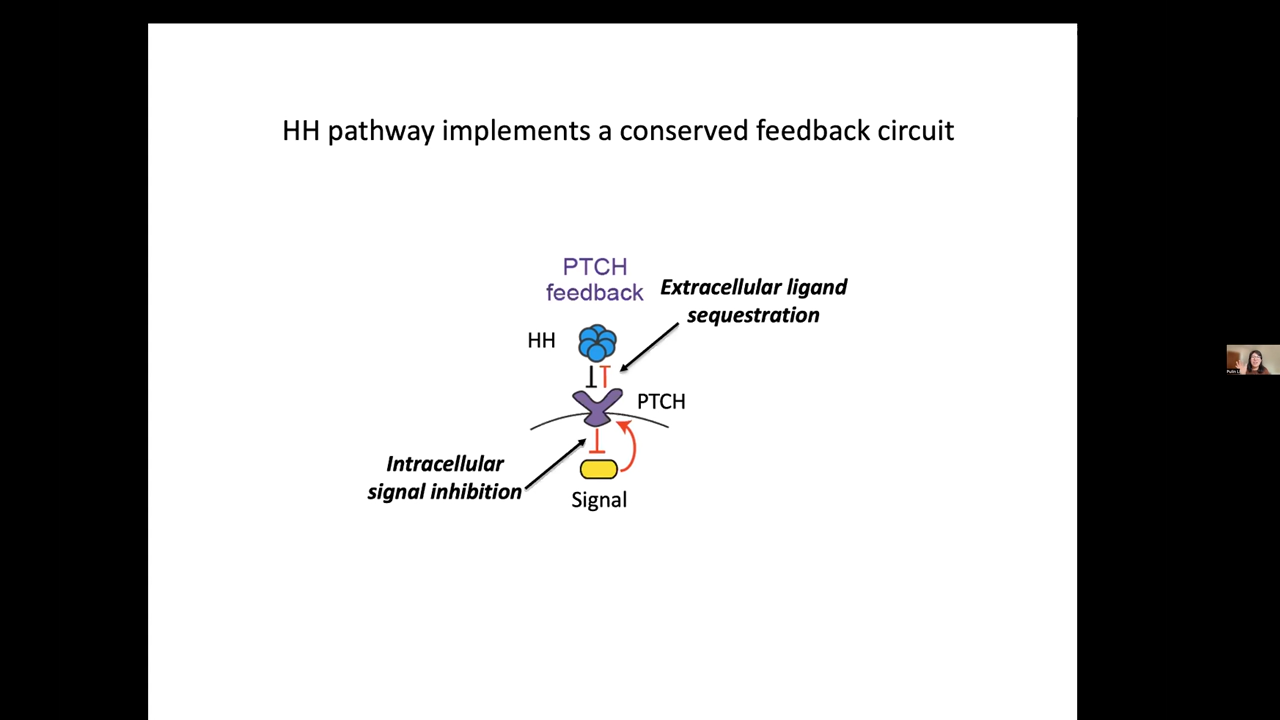 HH pathway implements a conserved feedback circuit
PTCH
feedback
Extracellular ligand
sequestration
HH
PTCH
Intracellular
signal inhibition
Signal